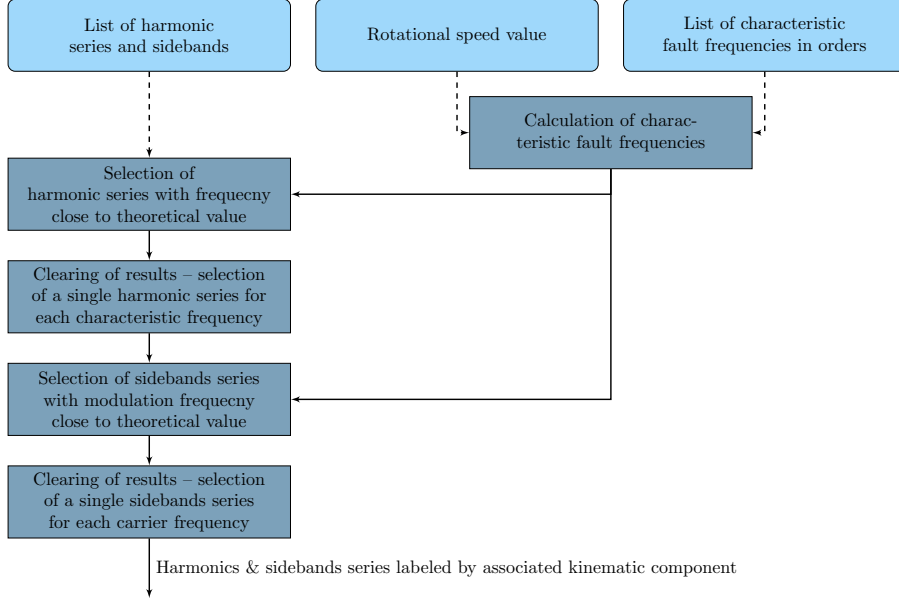 List of harmonic
series and sidebands
Rotational speed value
List of characteristic
fault frequencies in orders
Calculation of charac-
teristic fault frequencies
Selection of
harmonic series with frequecny
close to theoretical value
Clearing of results – selection
of a single harmonic series for
each characteristic frequency
Selection of sidebands series
with modulation frequecny
close to theoretical value
Clearing of results – selection
of a single sidebands series
for each carrier frequency
Harmonics & sidebands series labeled by associated kinematic component